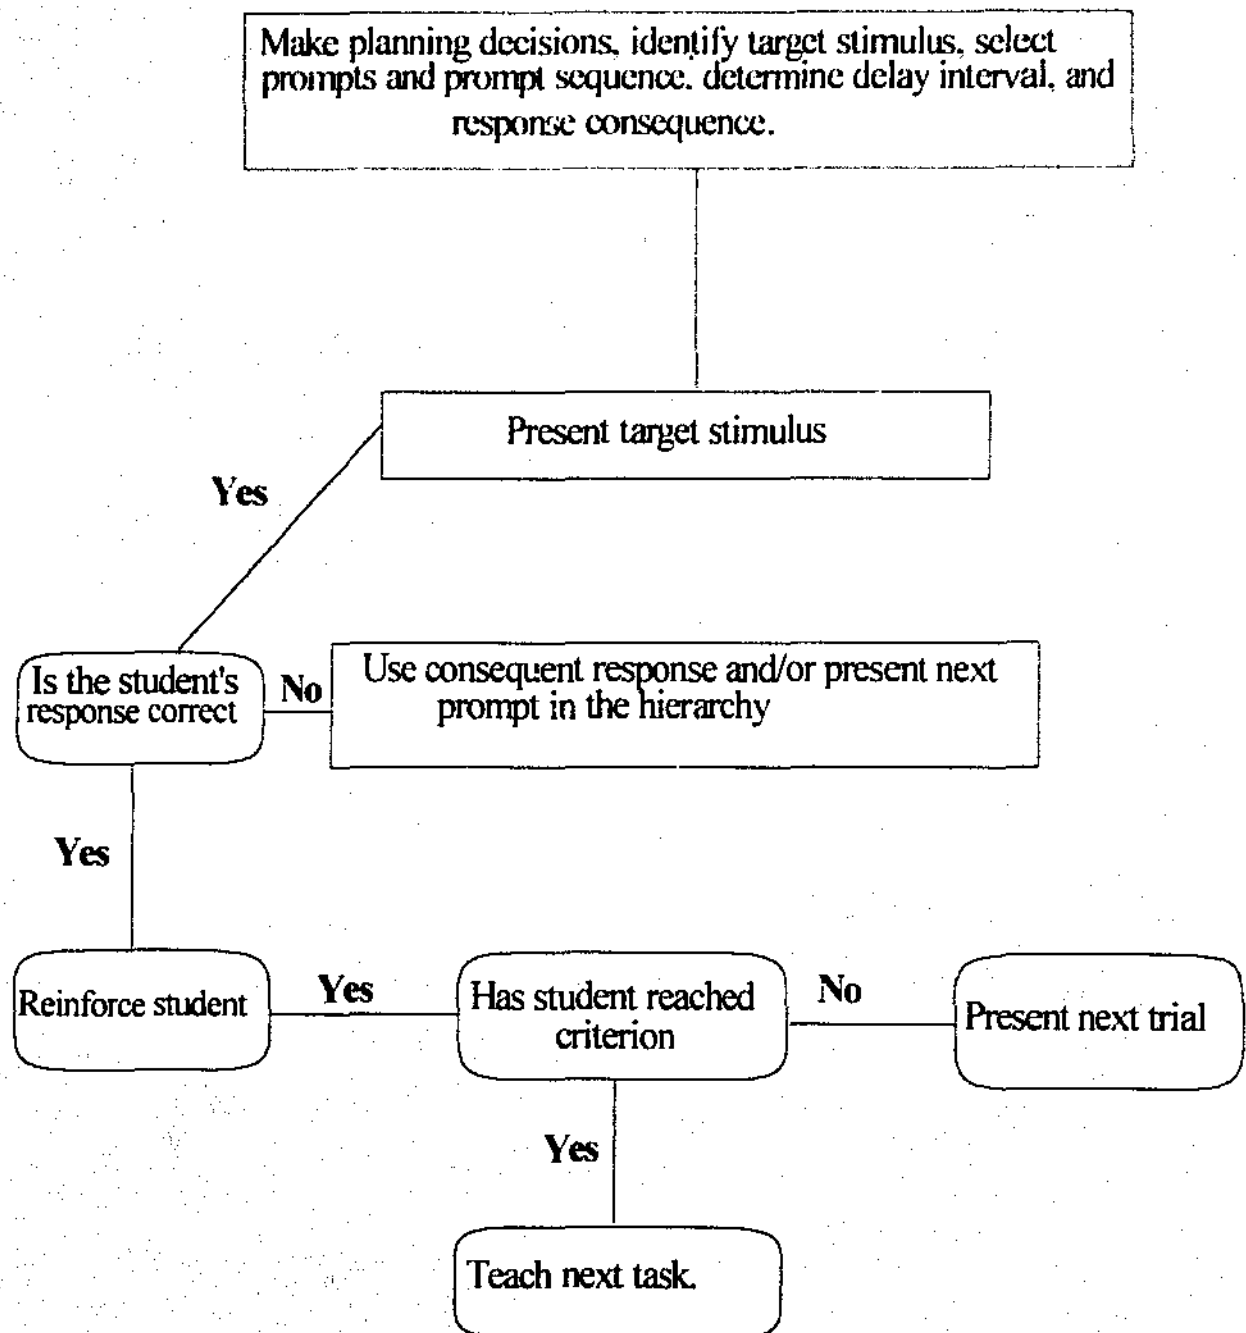 Make planning decisions, identify target stimulus, select
prompts and prompt sequence, determine delay interval, and
response consequence.
Present target stimulus
Yes
Is the student's
response correct
No
Use consequent response and/or present next
prompt in the hierarchy
Yes
Reinforce student
Yes
Has student reached
criterion
No
Present next trial
Yes
Teach next task.